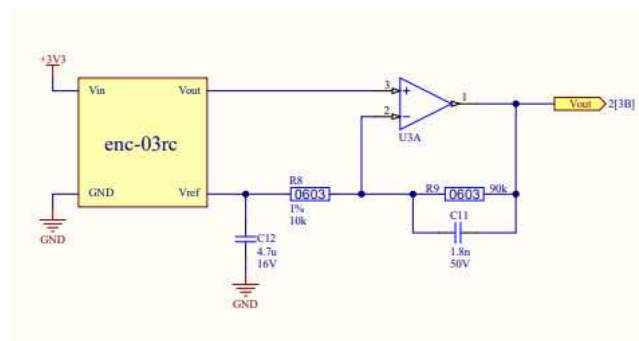 +3V3
Vin Vout
enc-03rc
GND Vref
GND
3
2
1
U3A
Vout 2[3B]
R8
0603
1%
10k
R9 0603 90k
C11
1.8n
50V
C12
4.7u
16V
GND